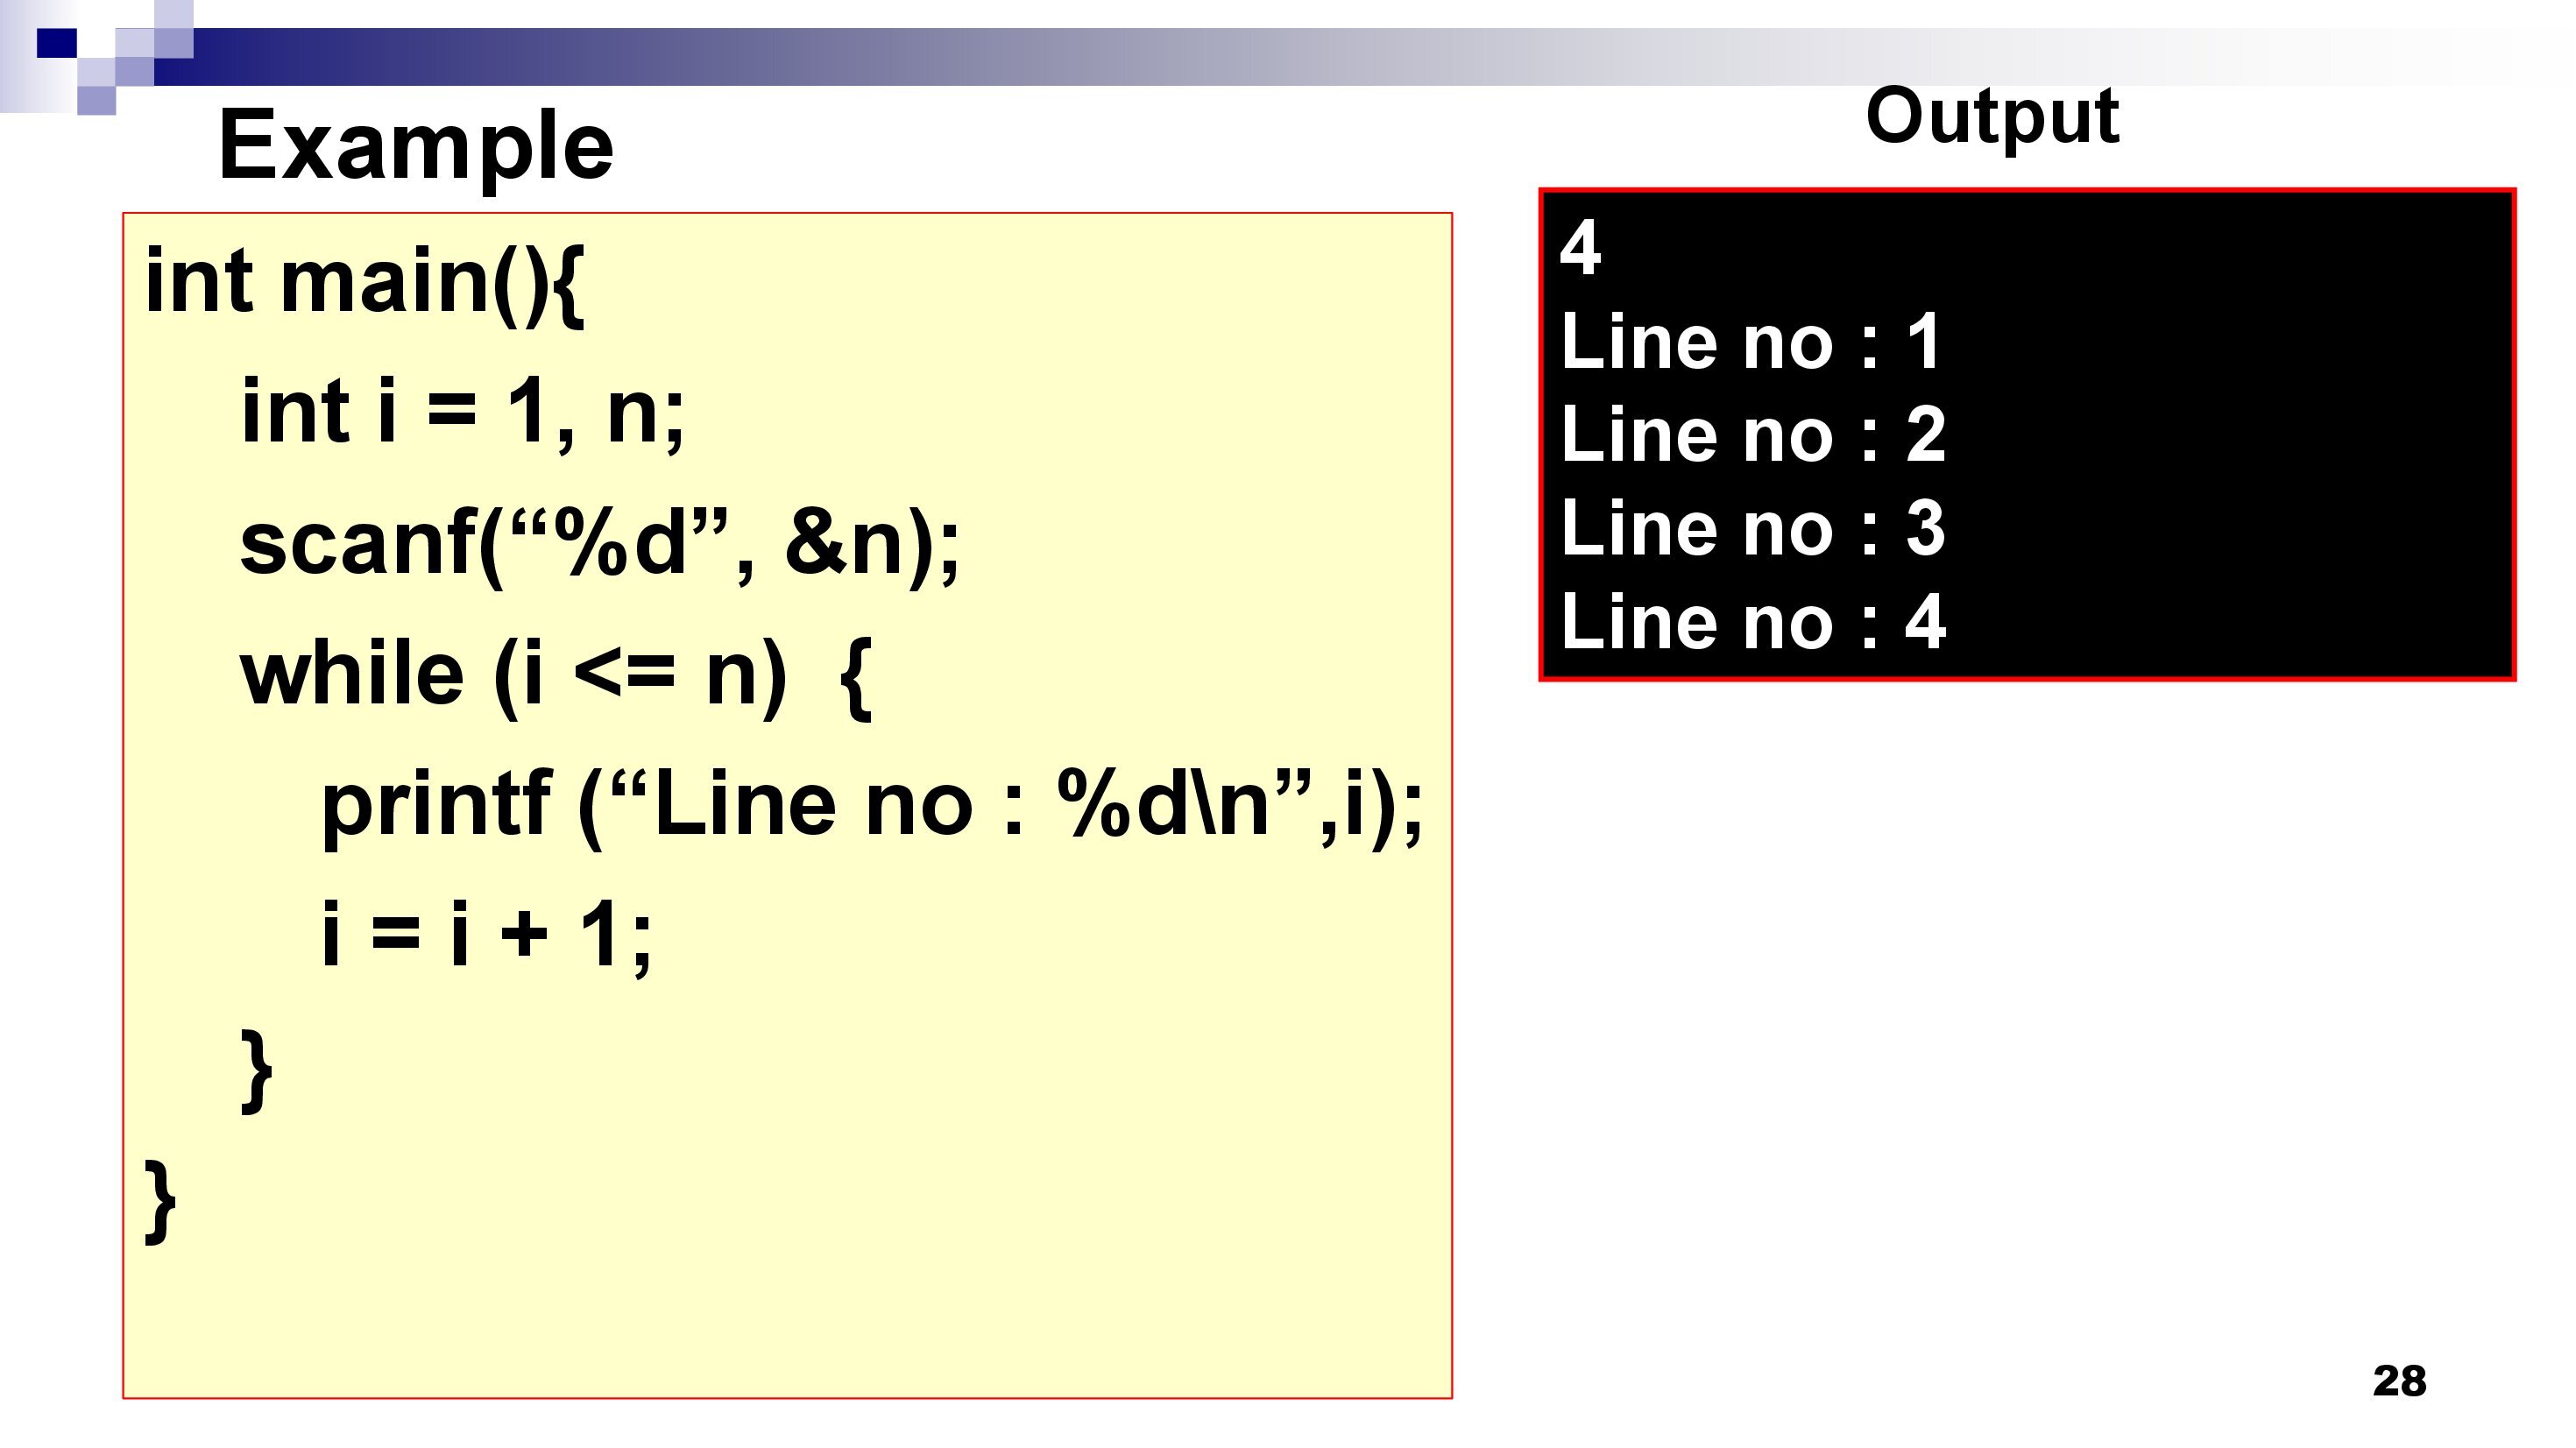 Example
int main(){
int i = 1, n;
scanf(“%d”, &n);
while (i <= n)  {
printf (“Line no : %d\n”,i);
i = i + 1;
}
}
Output
4
Line no : 1
Line no : 2
Line no : 3
Line no : 4
28